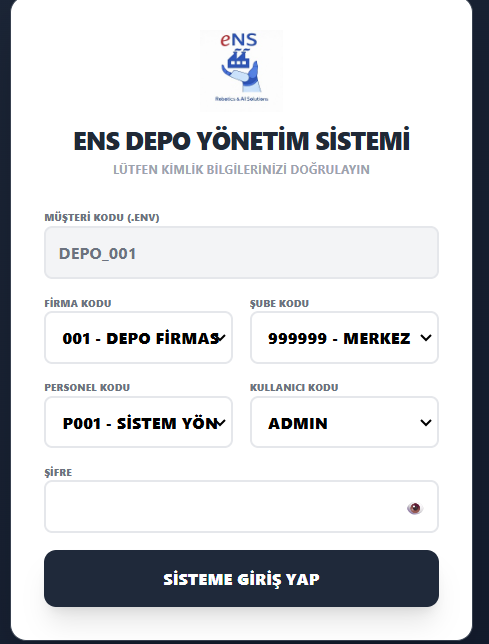 eNS
Robotics & AI Solutions
ENS DEPO YÖNETİM SİSTEMİ
LÜTFEN KİMLİK BİLGİLERİNİZİ DOĞRULAYIN
MÜŞTERİ KODU (.ENV)
DEPO_001
FİRMA KODU ŞUBE KODU
001 - DEPO FİRMAS 999999 - MERKEZ
PERSONEL KODU KULLANICI KODU
P001 - SİSTEM YÖN ADMIN
ŞİFRE
SİSTEME GİRİŞ YAP